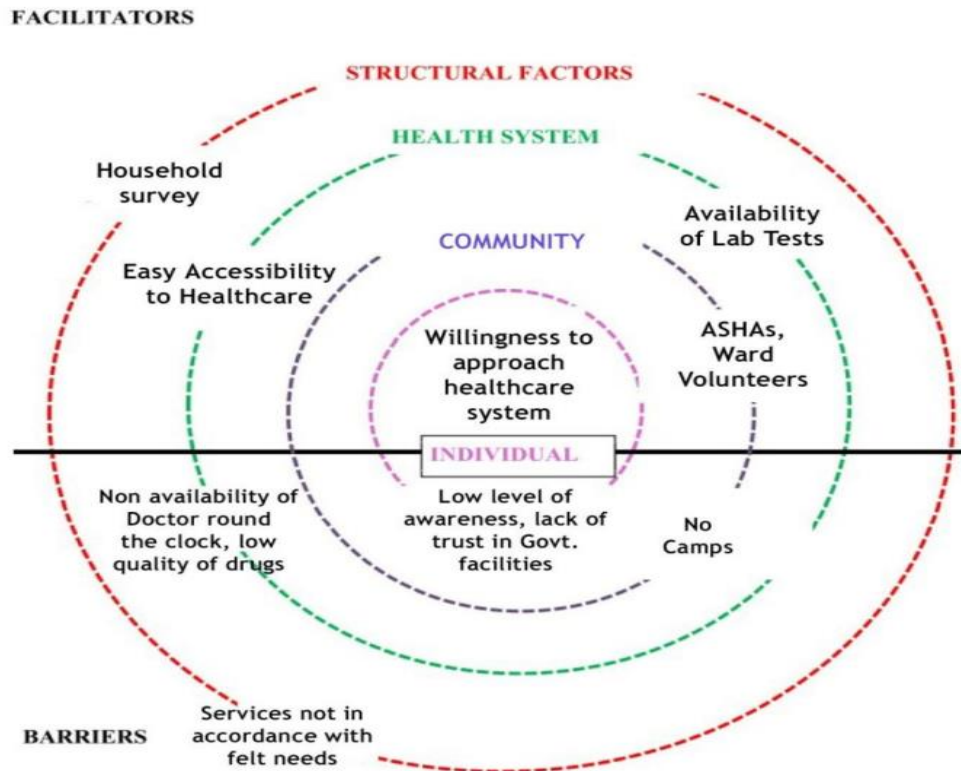 FACILITATORS
STRUCTURAL FACTORS
HEALTH SYSTEM
Household
survey
Availability
of Lab Tests
COMMUNITY
Easy Accessibility
to Healthcare
Willingness to
approach
healthcare
system
ASHAs,
Ward
Volunteers
INDIVIDUAL
Non availability of
Doctor round
the clock, low
quality of drugs
Low level of
awareness, lack of
trust in Govt.
facilities
No
Camps
Services not in
accordance with
felt needs
BARRIERS